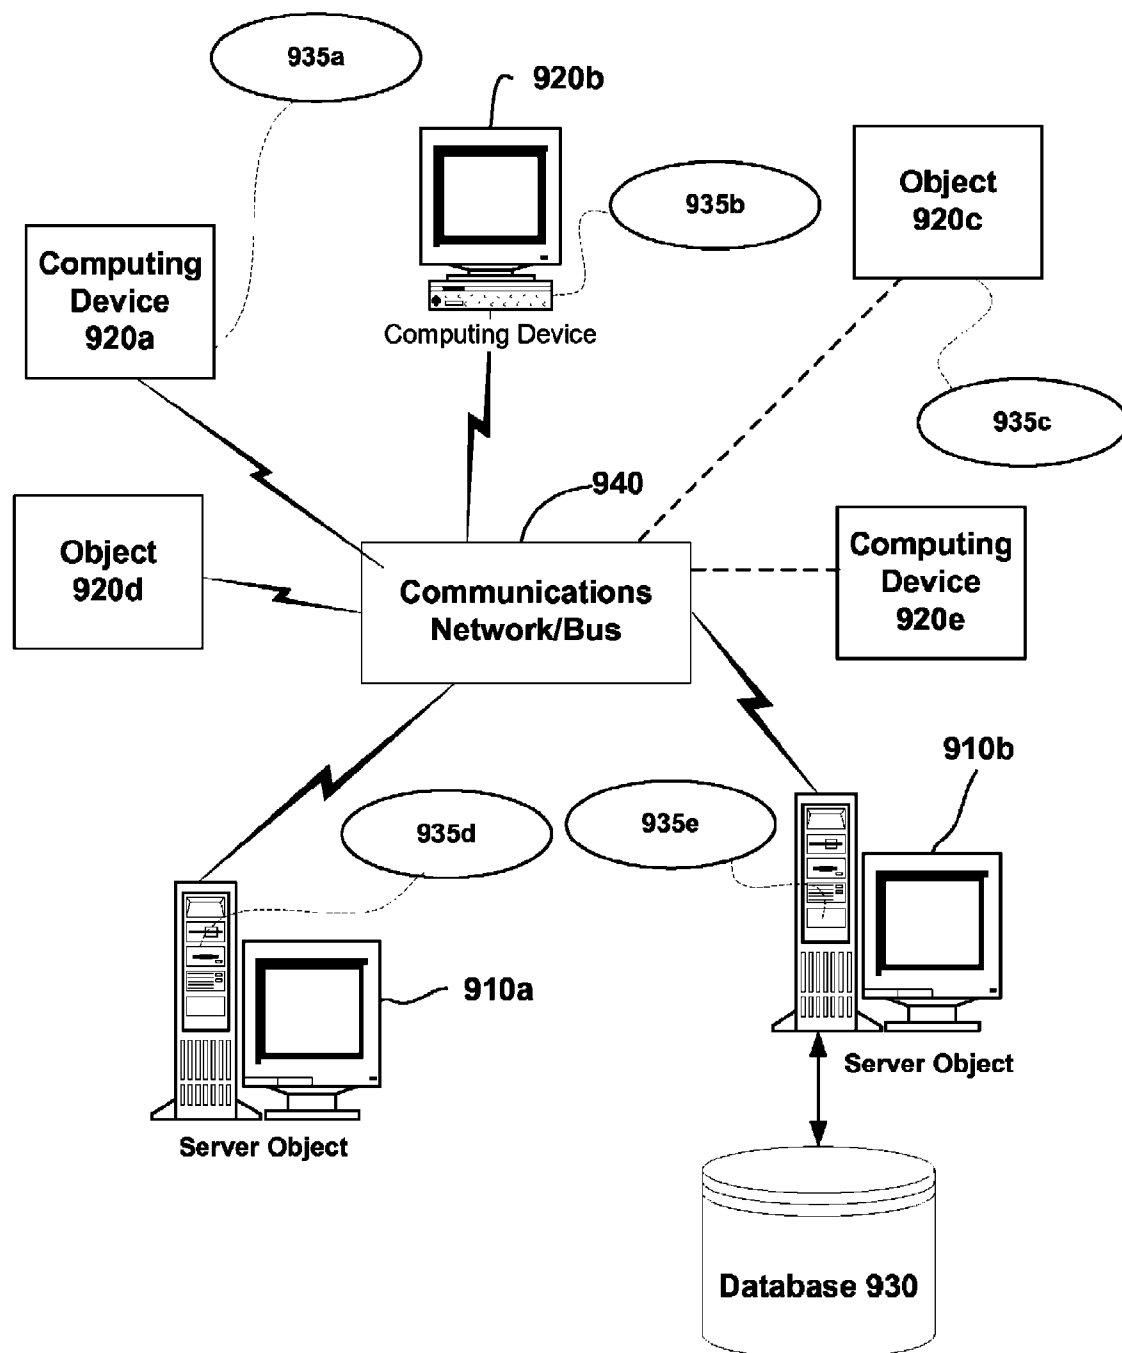 935a
920b
935b
Object
920c
Computing
Device
920a
Computing Device
935c
940
Object
920d
Communications
Network/Bus
Computing
Device
920e
910b
935d
935e
910a
Server Object
Server Object
Database 930